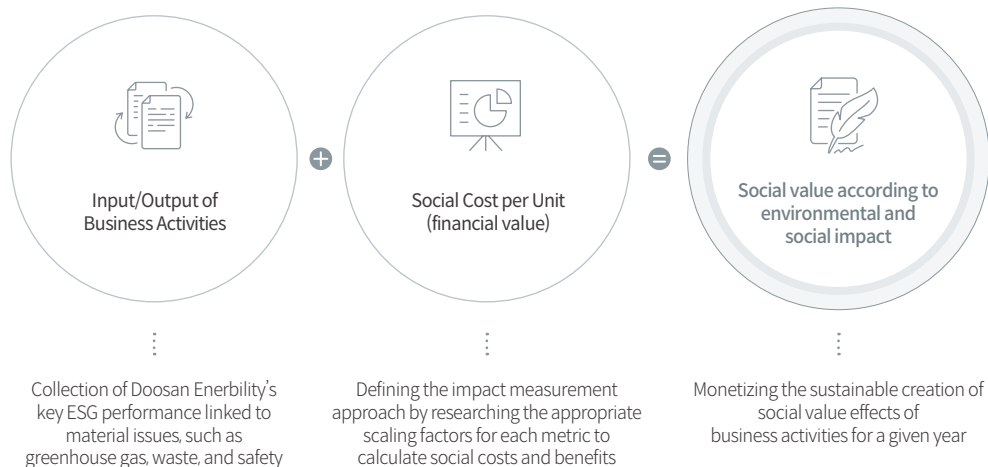 Input/Output of
Business Activities
+
Social Cost per Unit
(financial value)
=
Social value according to
environmental and
social impact
Collection of Doosan Enerbility's
key ESG performance linked to
material issues, such as
greenhouse gas, waste, and safety
Defining the impact measurement
approach by researching the appropriate
scaling factors for each metric to
calculate social costs and benefits
Monetizing the sustainable creation of
social value effects of
business activities for a given year